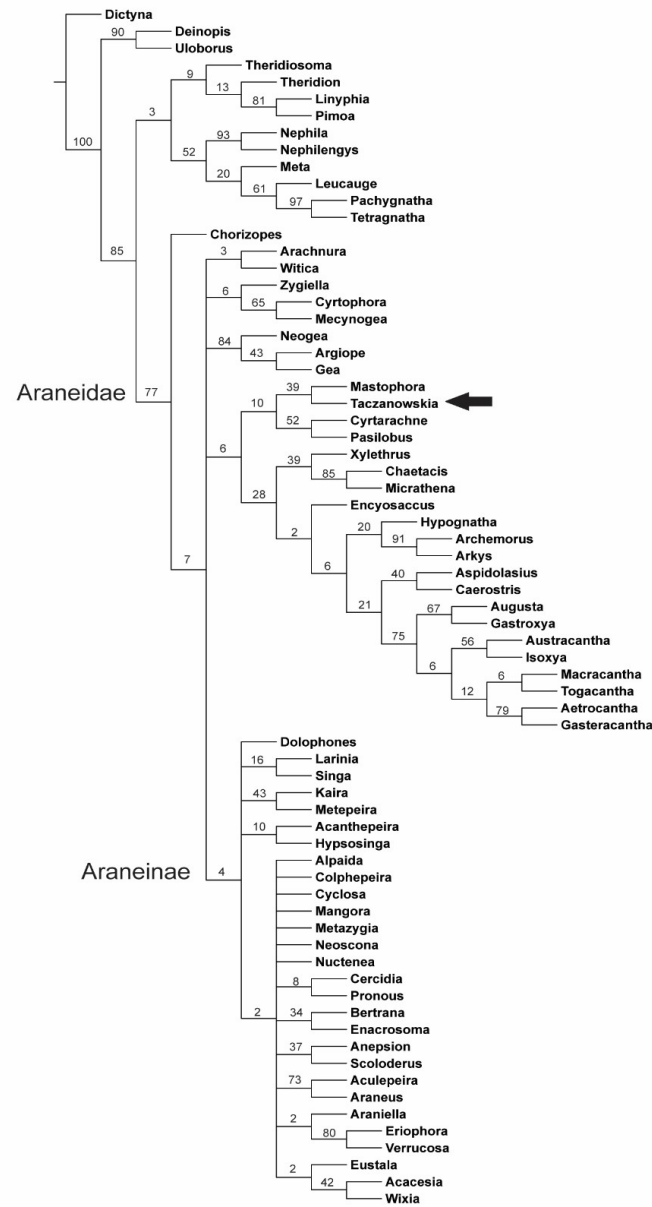 Dictyna
90
Deinopis
Uloborus
Theridiosoma
9
Theridion
13
Linyphia
81
Pimoa
3
Nephila
93
Nephilengys
100
52
Meta
20
Leucauge
61
Pachygnatha
97
Tetragnatha
Chorizopes
85
3
Arachnura
Witica
Zygiella
6
Cyrtophora
65
Mecynogea
Neogea
84
Argiope
43
Gea
Mastophora
39
Araneidae
77
10
Taczanowskia
Cyrtarachne
52
Pasilobus
6
Xylethrus
39
Chaetacis
85
Micrathena
28
Encyosaccus
2
Hypognatha
20
Archemorus
91
Arkys
7
6
Aspidolasius
40
Caerostris
21
Augusta
67
Gastroxya
75
Austracantha
56
Isoxya
6
Macracantha
6
Togacantha
12
Aetrocantha
79
Gasteracantha
Dolophones
Larinia
16
Singa
Kaira
43
Metepeira
Acanthepeira
10
Hypsosinga
Alpaida
Araneinae
4
Colphepeira
Cyclosa
Mangora
Metazygia
Neoscona
Nuctenea
Cercidia
8
Pronous
2
Bertrana
34
Enacrosoma
Anepsion
37
Scoloderus
Aculepeira
73
Araneus
Araniella
2
Eriophora
80
Verrucosa
Eustala
2
Acacesia
42
Wixia